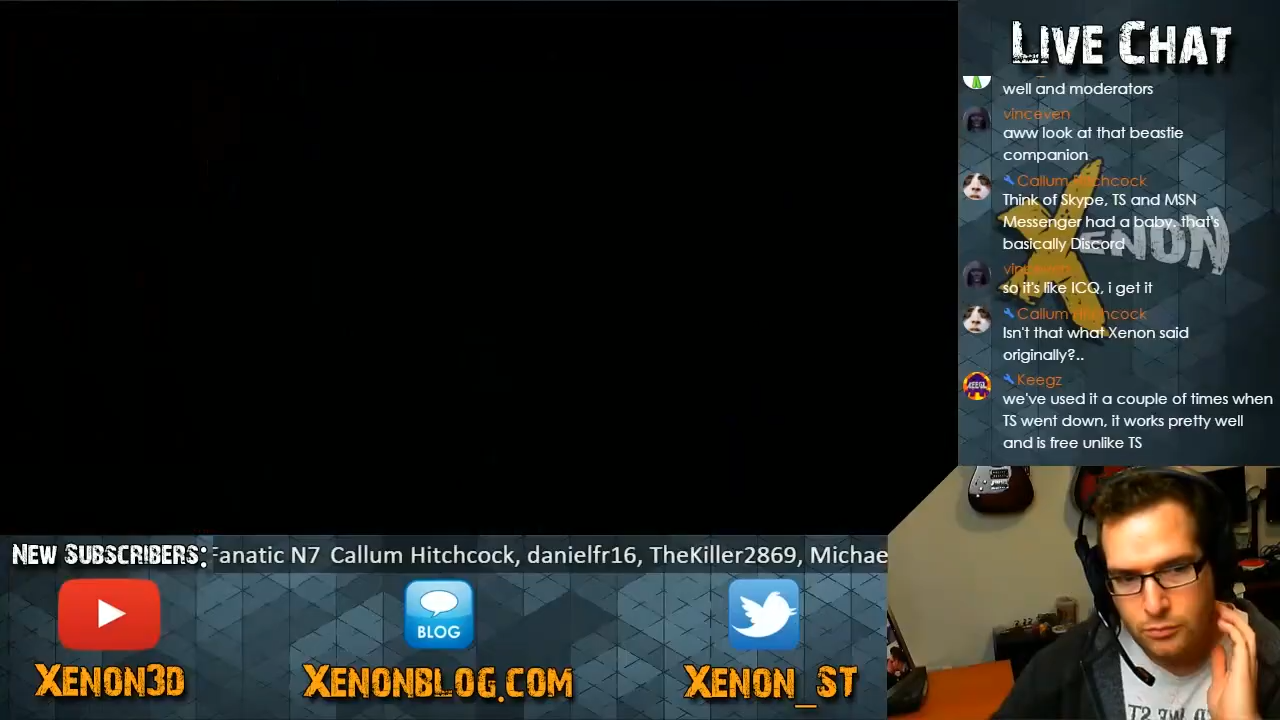 LIVE CHAT
well and moderators
vinceven
aww look at that beastie
companion
Callum Hitchcock
Think of Skype, TS and MSN
Messenger had a baby. that's
basically Discord
vinceven
so it's like ICQ, i get it
Callum Hitchcock
Isn't that what Xenon said
originally?..
Keegz
we've used it a couple of times when
TS went down, it works pretty well
and is free unlike TS
XENON
NEW SUBSCRIBERS: Fanatic N7 Callum Hitchcock, danielfr16, TheKiller2869, Michae
BLOG
XENON3D
XENONBLOG.COM
XENON_ST